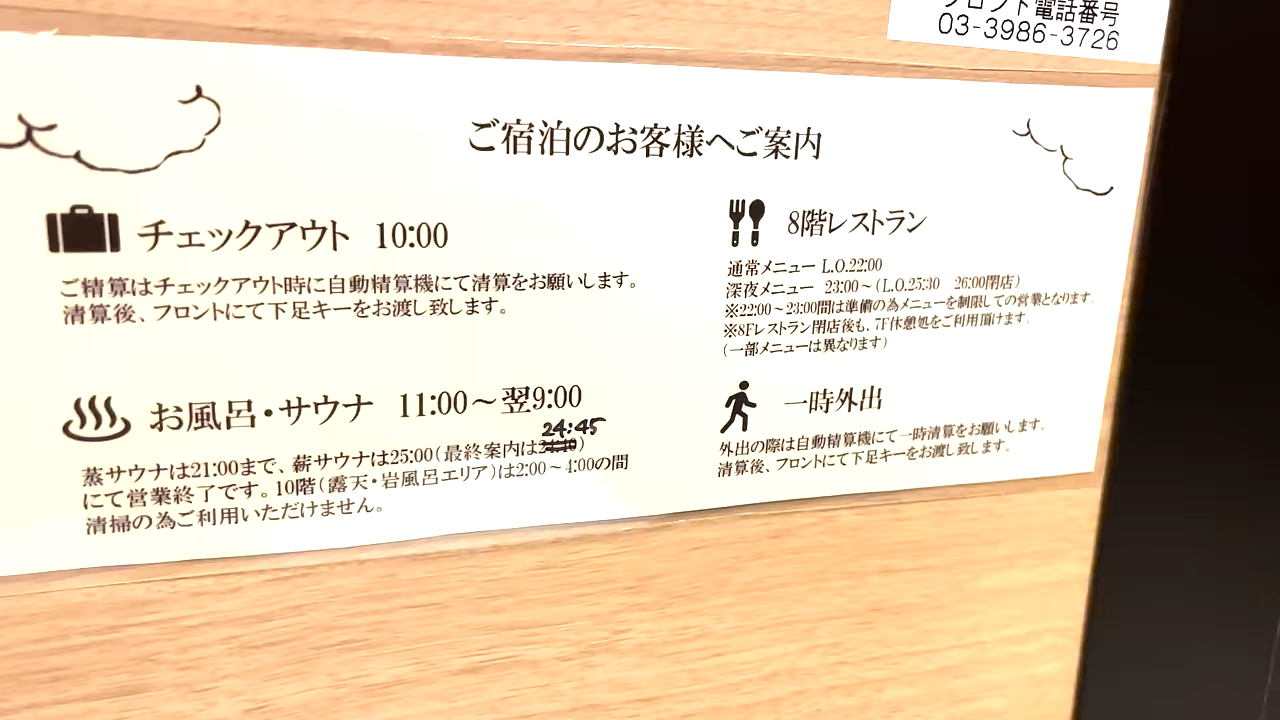 フロント電話番号
03-3986-3726
ご宿泊のお客様へご案内
チェックアウト 10:00
ご精算はチェックアウト時に自動精算機にて清算をお願いします。
清算後、フロントにて下足キーをお渡し致します。
お風呂・サウナ 11:00～翌9:00
24:45
蒸サウナは21:00まで、薪サウナは25:00(最終案内は24:40)
にて営業終了です。10階(露天・岩風呂エリア)は2:00～4:00の間
清掃の為ご利用いただけません。
8階レストラン
通常メニュー L.O.22:00
深夜メニュー 23:00～(L.O.25:30 26:00閉店)
※22:00～23:00間は準備の為メニューを制限しての営業となります。
※8Fレストラン閉店後も、7F休憩処をご利用頂けます。
(一部メニューは異なります)
一時外出
外出の際は自動精算機にて一時清算をお願いします。
清算後、フロントにて下足キーをお渡し致します。